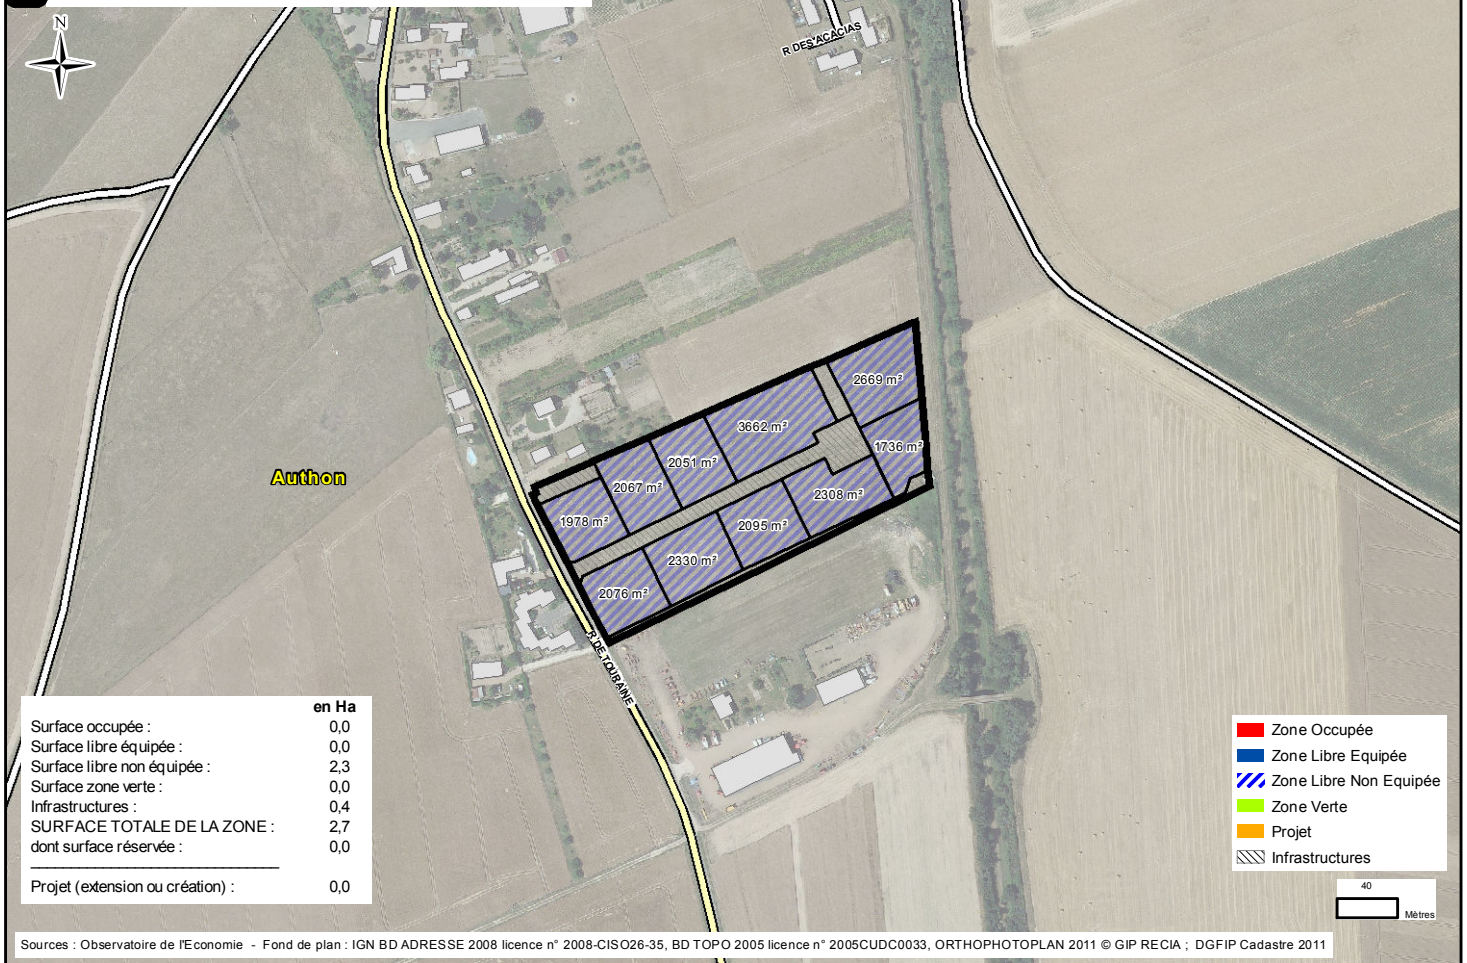 N
R DES ACACIAS
2669 m²
3662 m²
1736 m²
2051 m²
2067 m²
2308 m²
1978 m²
2095 m²
2330 m²
2076 m²
Authon
R DE TOURAINE
en Ha
Surface occupée : 0,0
Surface libre équipée : 0,0
Surface libre non équipée : 2,3
Surface zone verte : 0,0
Infrastructures : 0,4
SURFACE TOTALE DE LA ZONE : 2,7
dont surface réservée : 0,0
Projet (extension ou création) : 0,0
Zone Occupée
Zone Libre Equipée
Zone Libre Non Equipée
Zone Verte
Projet
Infrastructures
40
Mètres
Sources : Observatoire de l'Economie - Fond de plan : IGN BD ADRESSE 2008 licence n° 2008-CISO26-35, BD TOPO 2005 licence n° 2005CUDC0033, ORTHOPHOTOPLAN 2011 © GIP RECIA ; DGFIP Cadastre 2011